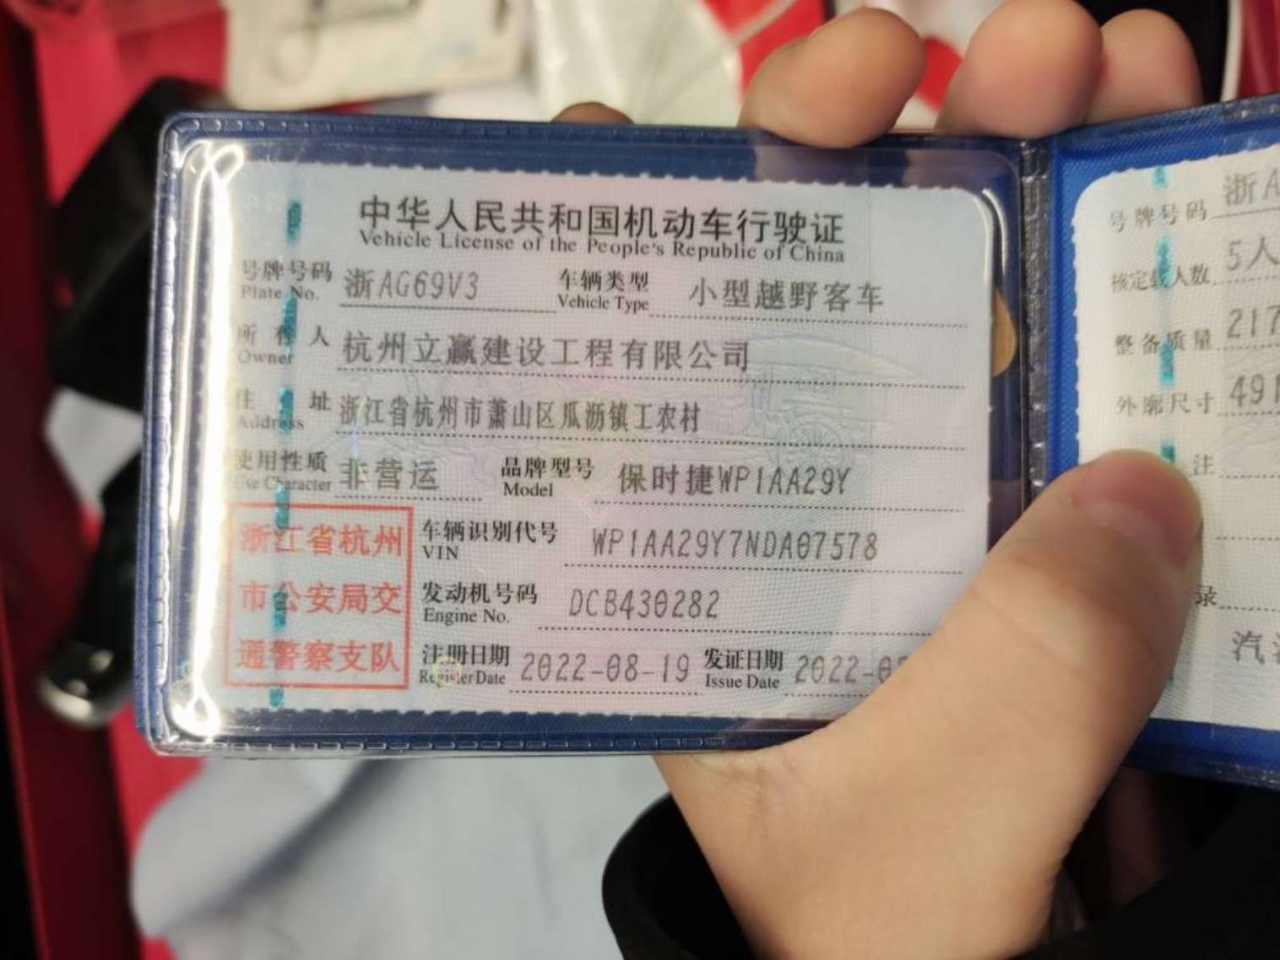 中华人民共和国机动车行驶证
Vehicle License of the People's Republic of China
号牌号码 浙AG69V3 车辆类型 小型越野客车
Plate No. Vehicle Type
所有人 杭州立赢建设工程有限公司
Owner
住址 浙江省杭州市萧山区瓜沥镇工农村
Address
使用性质 非营运 品牌型号 保时捷WP1AA29Y
Use Character Model
浙江省杭州
市公安局交
通警察支队
车辆识别代号 WP1AA29Y7NDA07578
VIN
发动机号码 DCB430282
Engine No.
注册日期 2022-08-19 发证日期 2022-0
Register Date Issue Date
号牌号码 浙A
核定载人数 5人
整备质量 217
外廓尺寸 491
注
录
汽